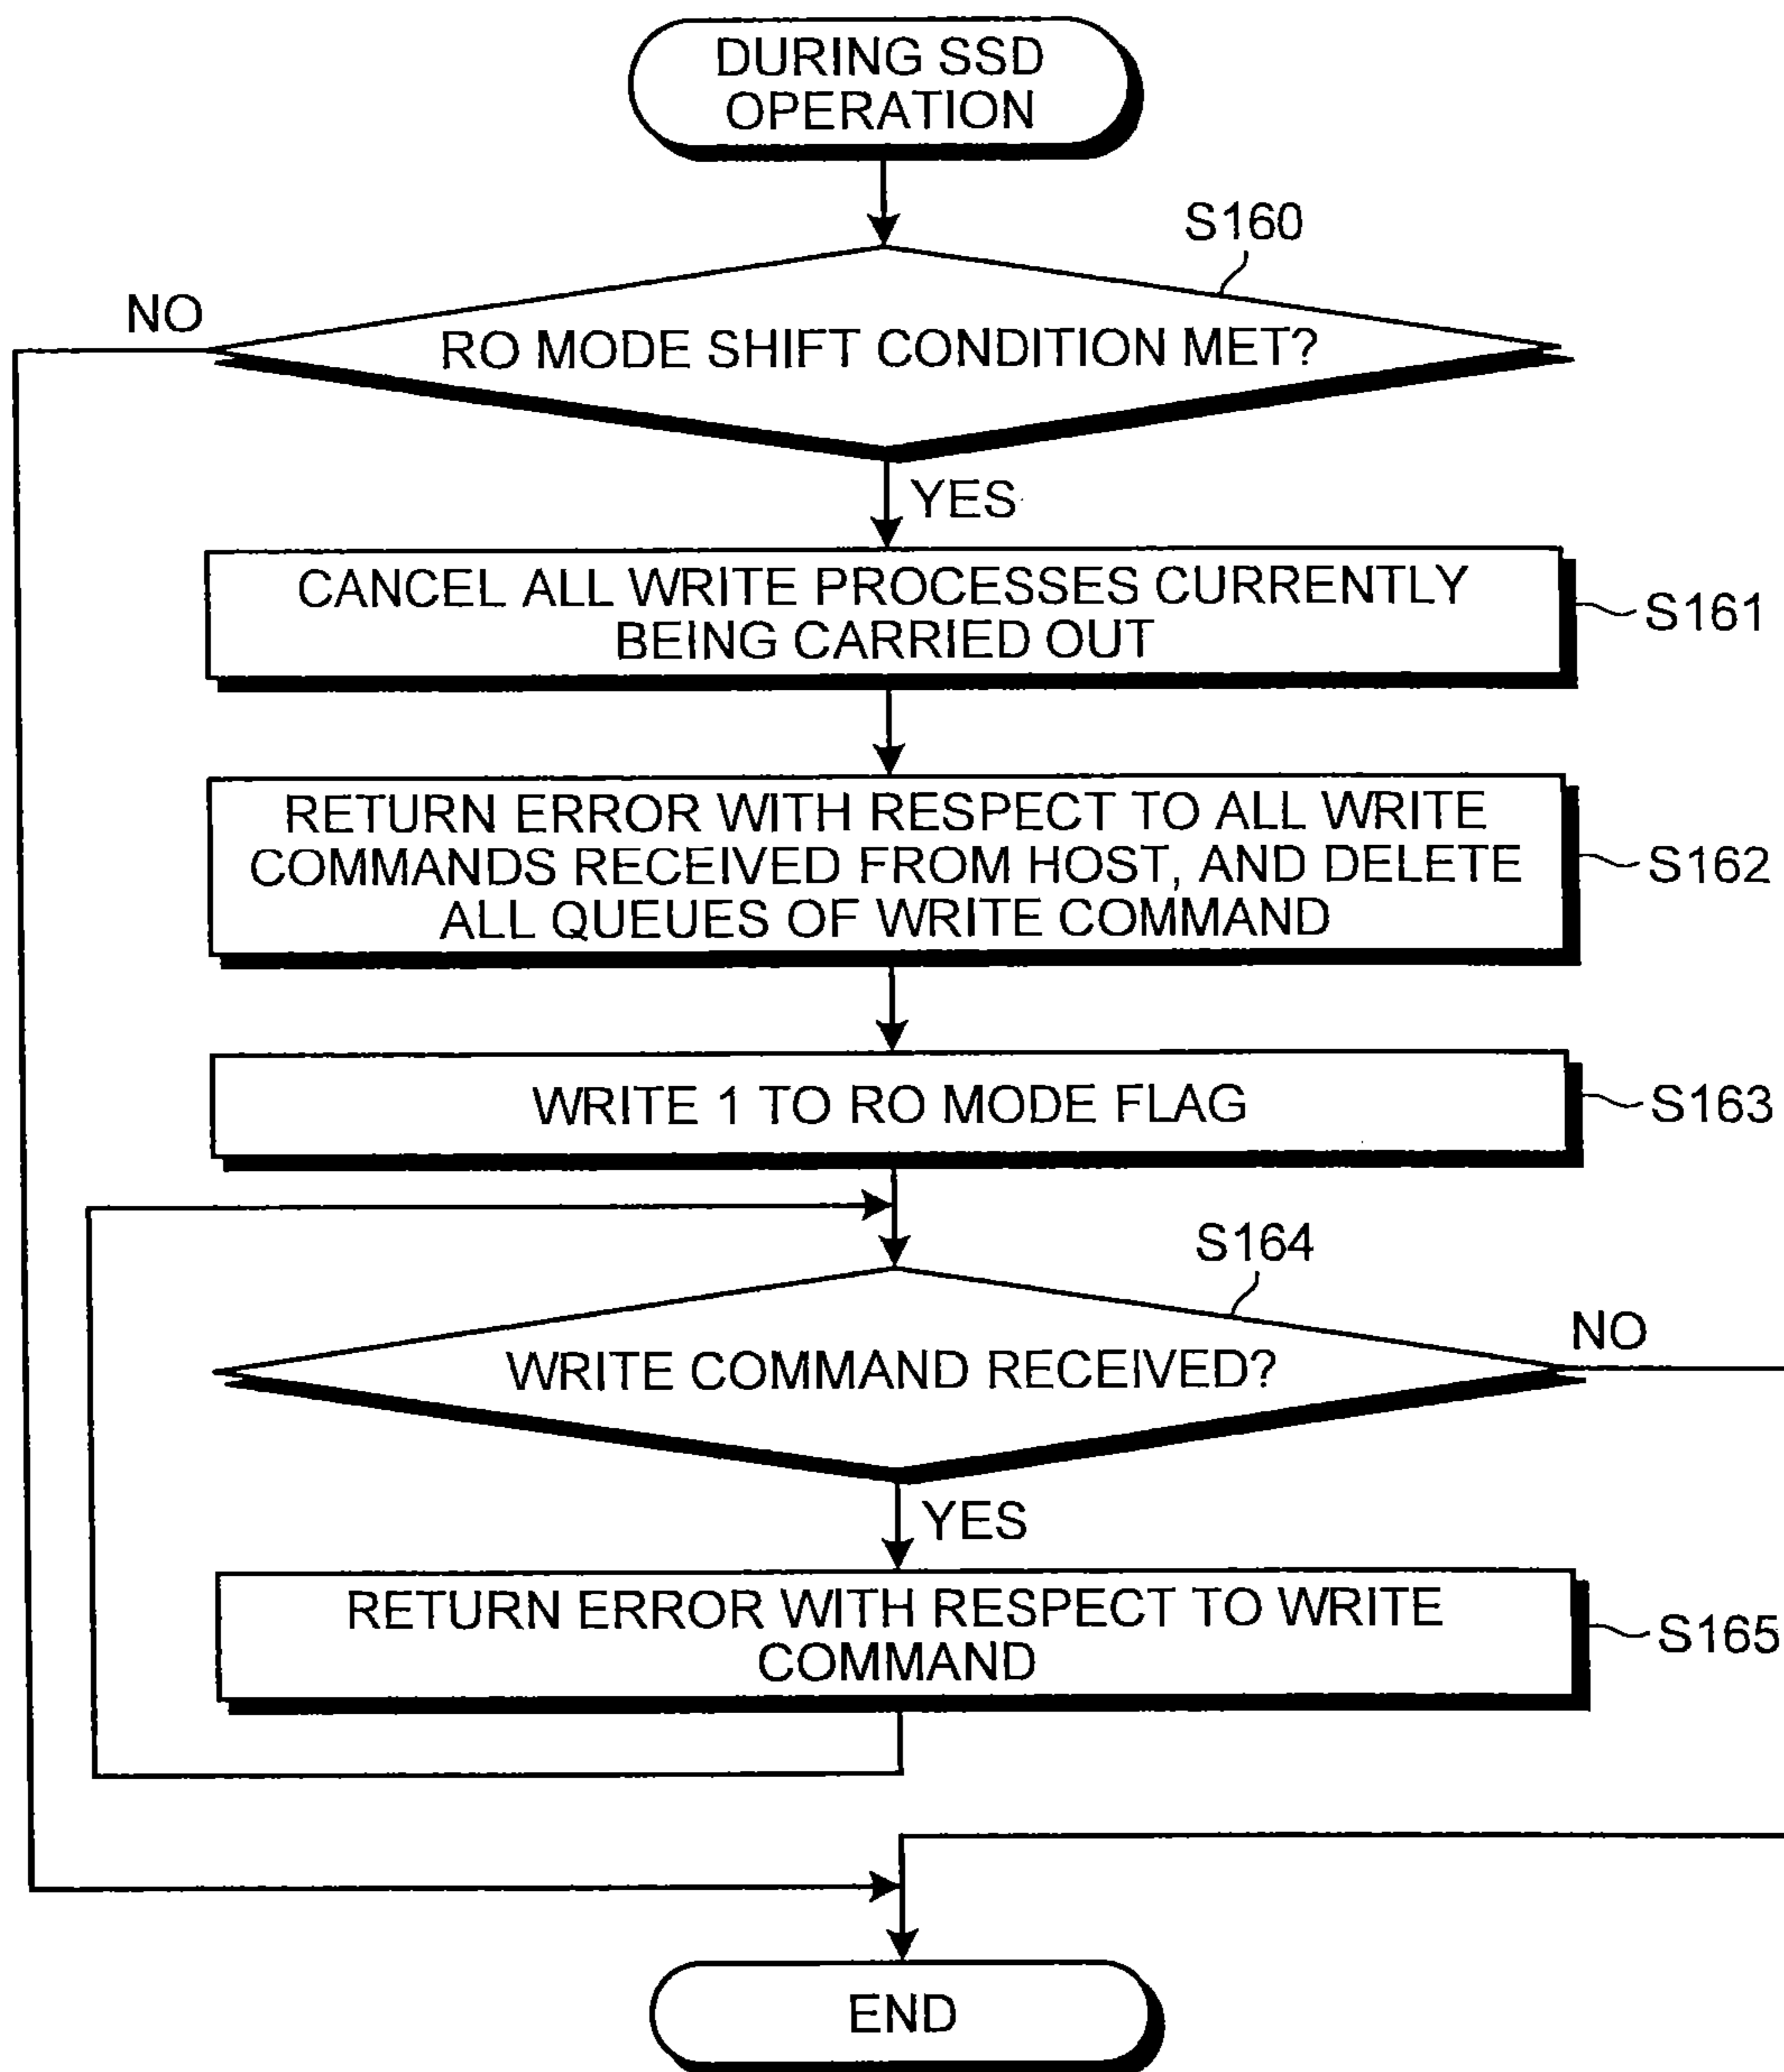 DURING SSD
OPERATION
S160
NO
RO MODE SHIFT CONDITION MET?
YES
CANCEL ALL WRITE PROCESSES CURRENTLY
BEING CARRIED OUT
S161
RETURN ERROR WITH RESPECT TO ALL WRITE
COMMANDS RECEIVED FROM HOST, AND DELETE
ALL QUEUES OF WRITE COMMAND
S162
WRITE 1 TO RO MODE FLAG
S163
S164
NO
WRITE COMMAND RECEIVED?
YES
RETURN ERROR WITH RESPECT TO WRITE
COMMAND
S165
END